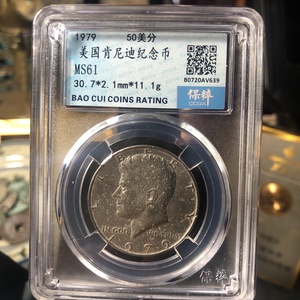 1979 50美分
美国肯尼迪纪念币
MS61
30.7*2.1mm*11.1g
BAO CUI COINS RATING
B0720AV639
保粹
CCGA
LIBERTY
IN GOD WE TRUST
1979
保粹